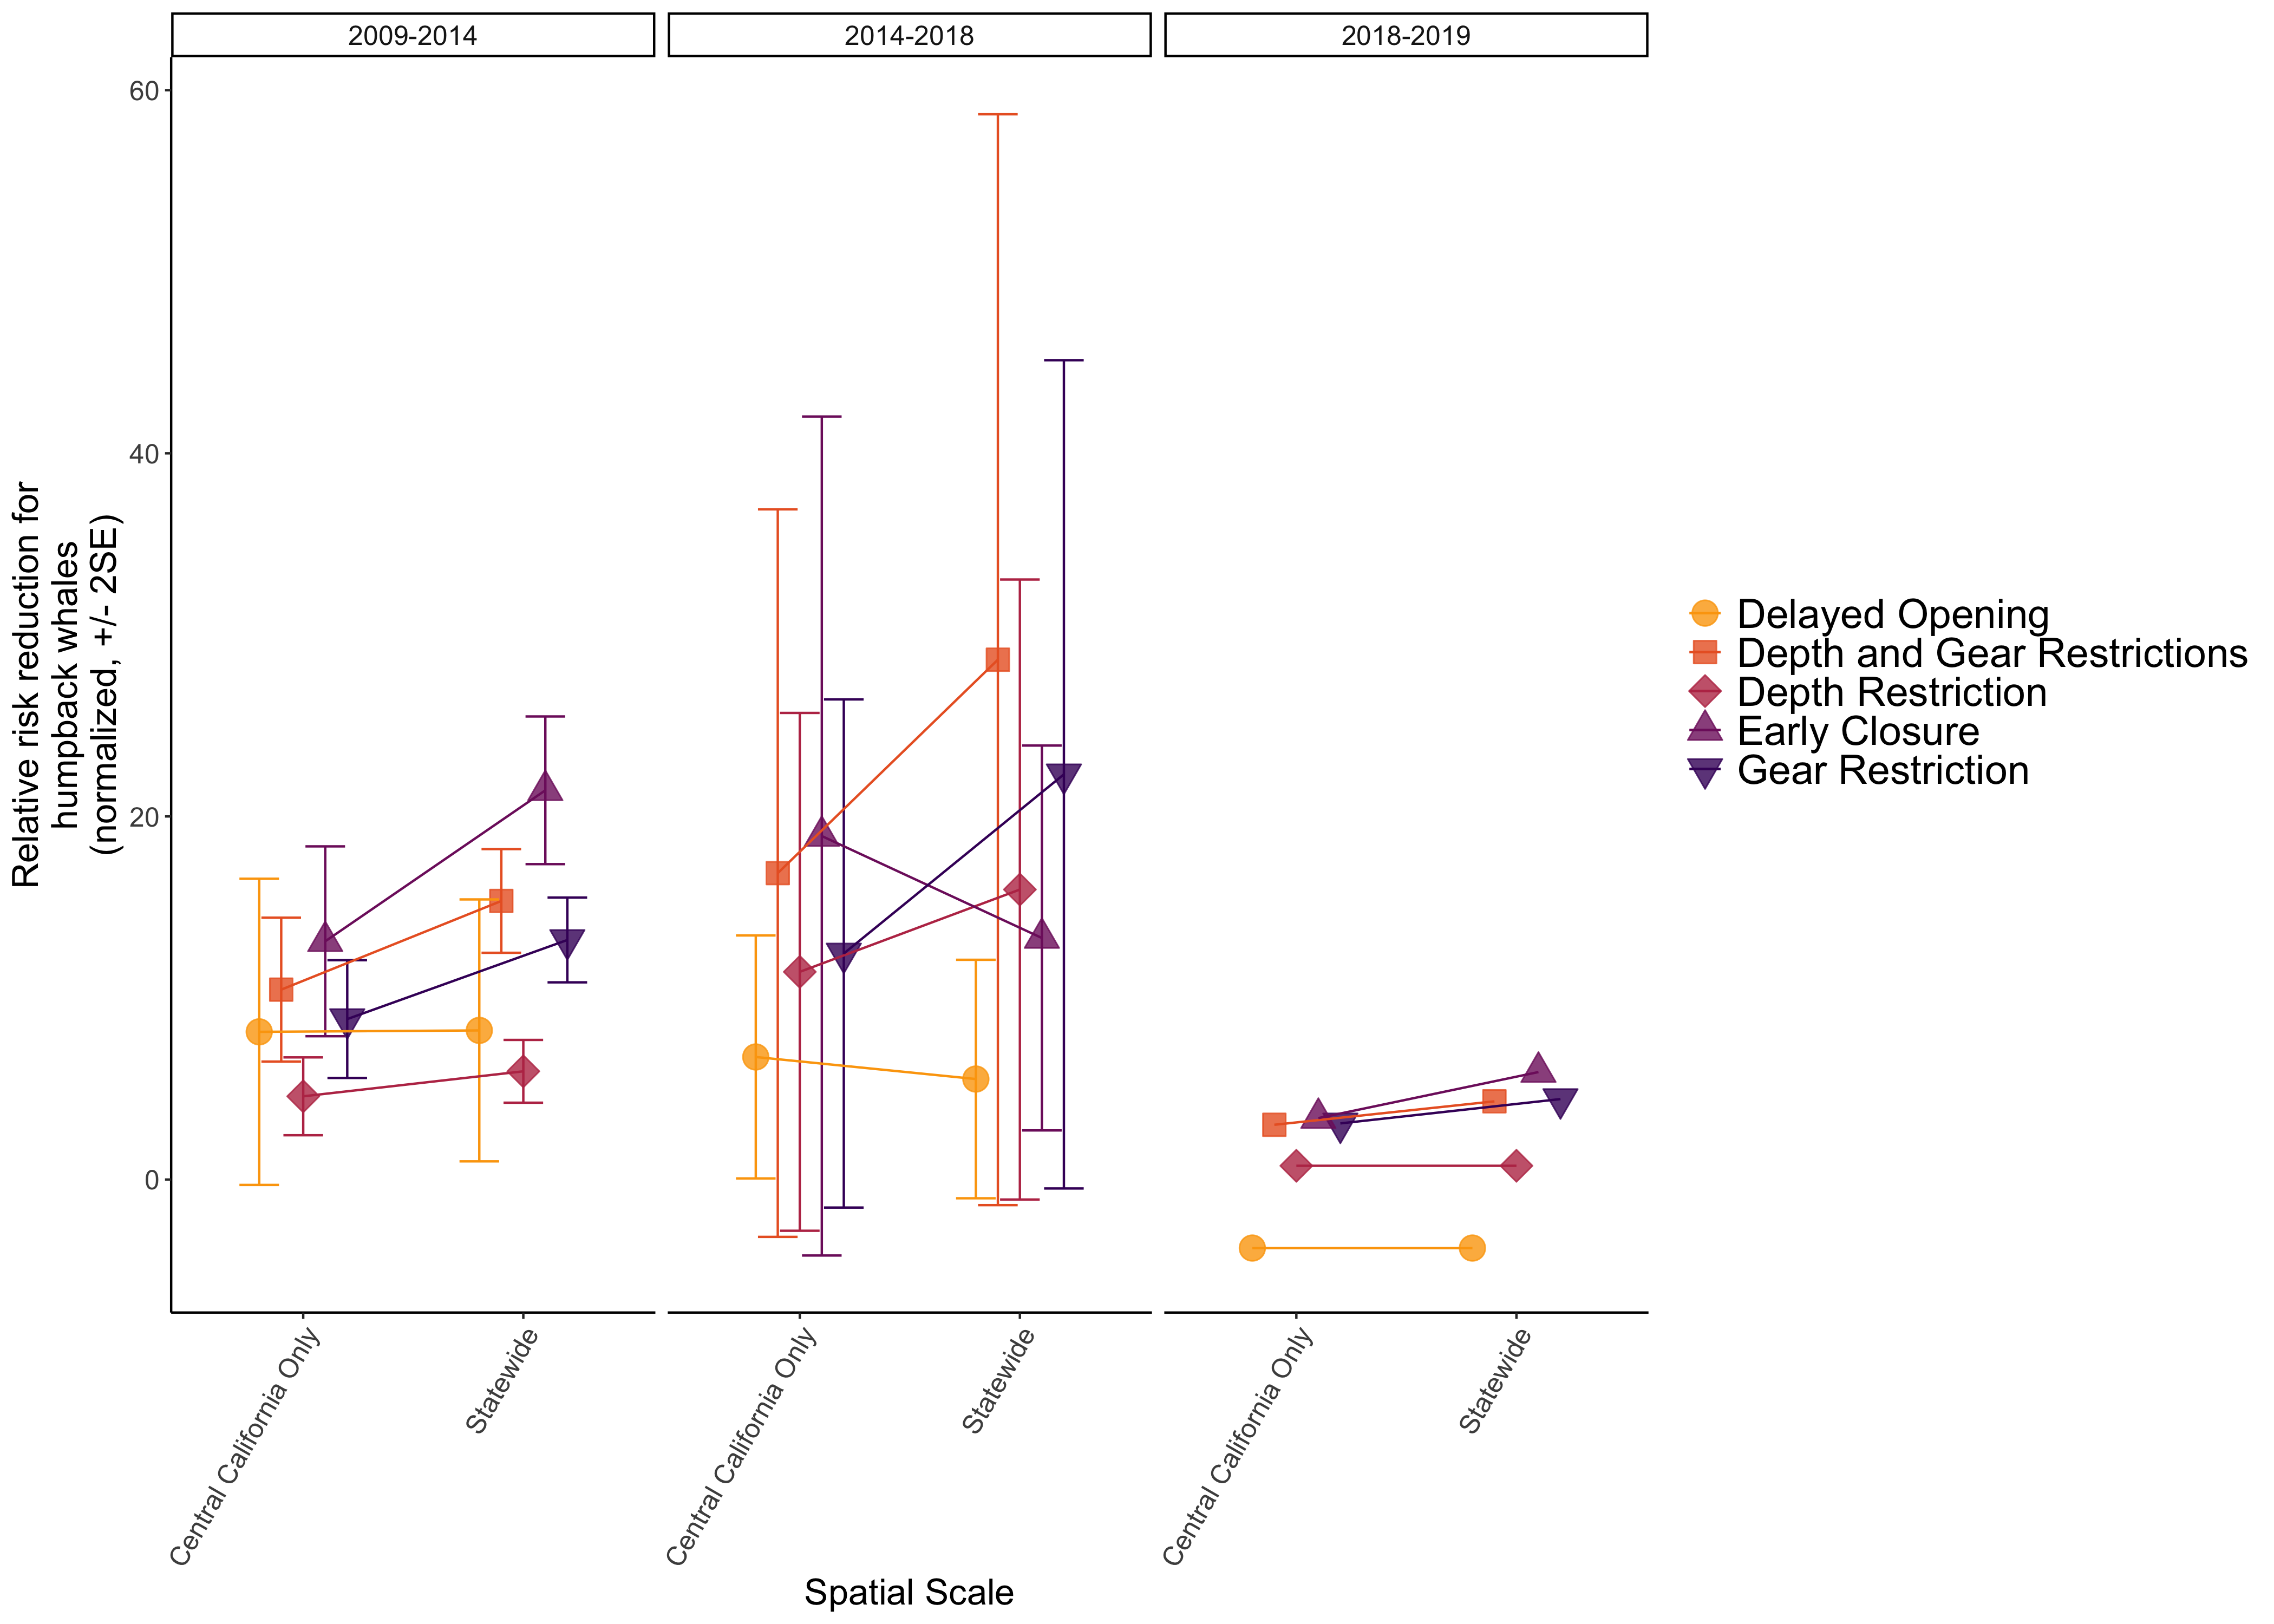 2009-2014
2014-2018
2018-2019
Relative risk reduction for
humpback whales
(normalized, +/- 2SE)
60
40
20
0
Central California Only
Statewide
Central California Only
Statewide
Central California Only
Statewide
Spatial Scale
Delayed Opening
Depth and Gear Restrictions
Depth Restriction
Early Closure
Gear Restriction